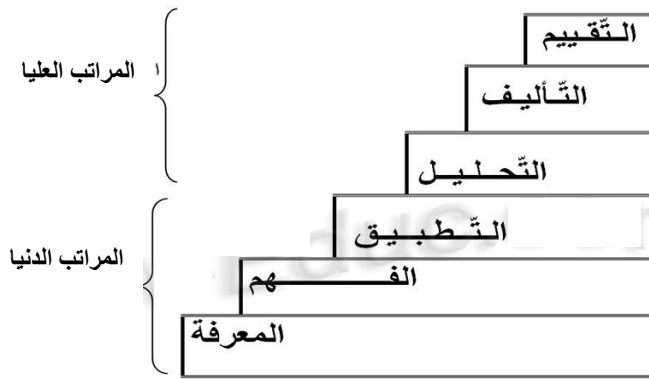 التّقييم
المراتب العليا
التّأليف
التّحليل
التّطبيق
المراتب الدنيا
الفهم
المعرفة